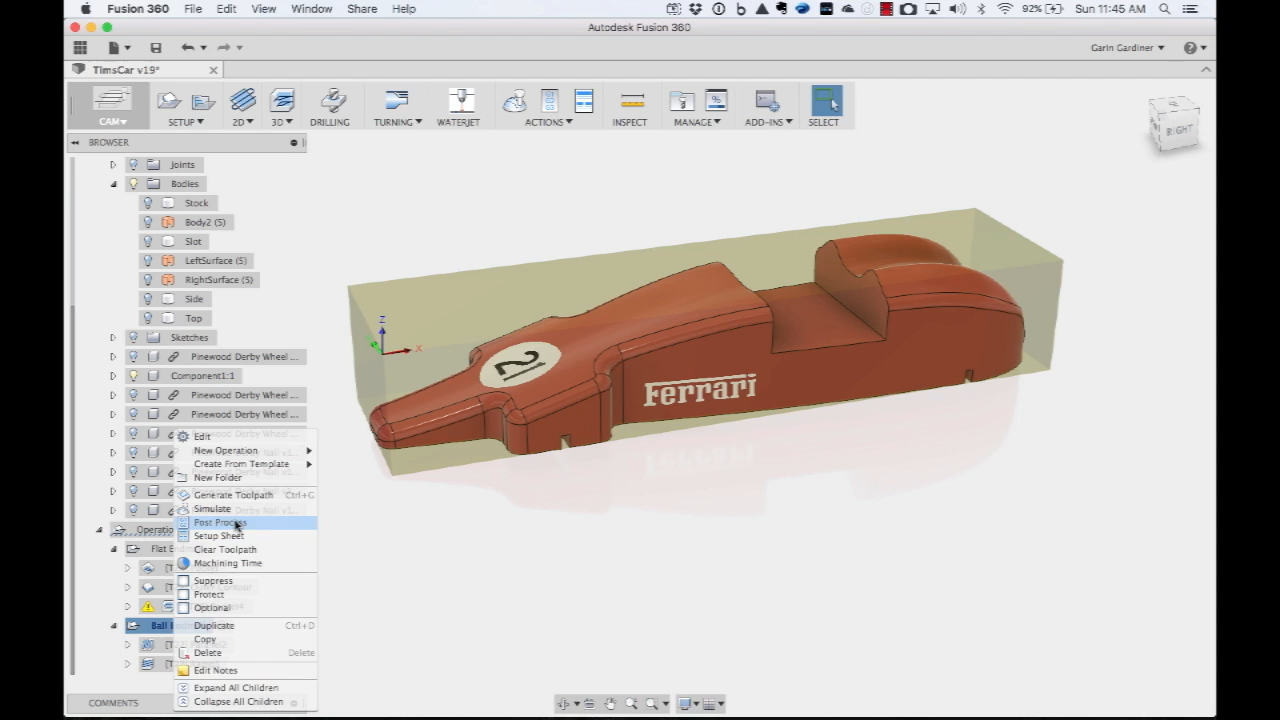 Fusion 360 File Edit View Window Share Help
92% Sun 11:45 AM
Autodesk Fusion 360
Garin Gardiner
TimsCar v19*
CAM SETUP 2D 3D DRILLING TURNING WATERJET ACTIONS INSPECT MANAGE ADD-INS SELECT
BROWSER
RIGHT
Joints
Bodies
Stock
Body2 (5)
Slot
LeftSurface (5)
RightSurface (5)
Side
Top
Sketches
Pinewood Derby Wheel ...
Component1:1
Pinewood Derby Wheel ...
Pinewood Derby Wheel ...
Z
X
21
Ferrari
Edit
New Operation
Create From Template
New Folder
Generate Toolpath Ctrl+G
Simulate
Post Process
Setup Sheet
Clear Toolpath
Machining Time
Suppress
Protect
Optional
Duplicate Ctrl+D
Copy
Delete Delete
Edit Notes
Expand All Children
Collapse All Children
Operatio
Flat E
Ball E
COMMENTS